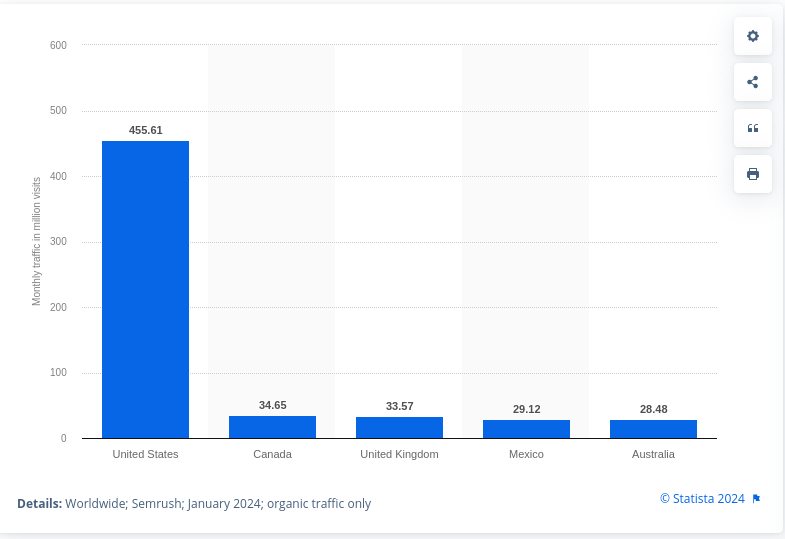 600
500
400
300
200
100
0
Monthly traffic in million visits
455.61
34.65
33.57
29.12
28.48
United States
Canada
United Kingdom
Mexico
Australia
Details: Worldwide; Semrush; January 2024; organic traffic only
© Statista 2024